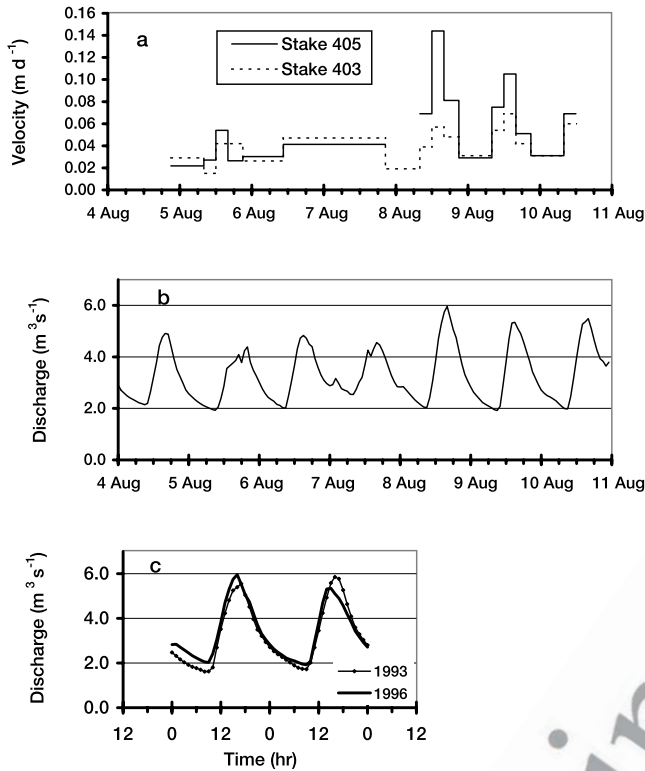 a
Velocity (m d⁻¹)
0.16
0.14
0.12
0.10
0.08
0.06
0.04
0.02
0.00
Stake 405
Stake 403
4 Aug 5 Aug 6 Aug 7 Aug 8 Aug 9 Aug 10 Aug 11 Aug
b
Discharge (m³s⁻¹)
6.0
4.0
2.0
0.0
4 Aug 5 Aug 6 Aug 7 Aug 8 Aug 9 Aug 10 Aug 11 Aug
c
Discharge (m³s⁻¹)
6.0
4.0
2.0
0.0
1993
1996
12 0 12 0 12 0 12
Time (hr)